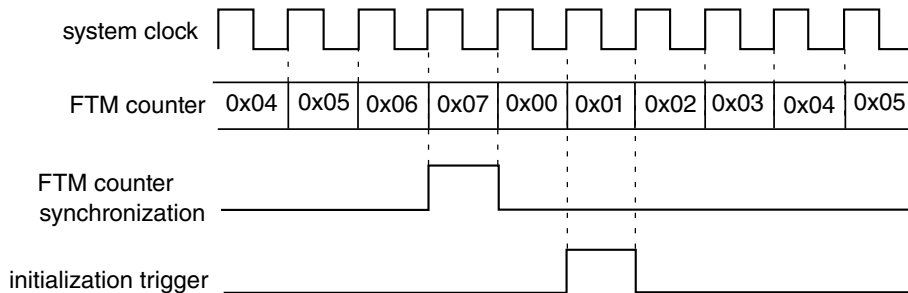 system clock
FTM counter 0x04 0x05 0x06 0x07 0x00 0x01 0x02 0x03 0x04 0x05
FTM counter
synchronization
initialization trigger